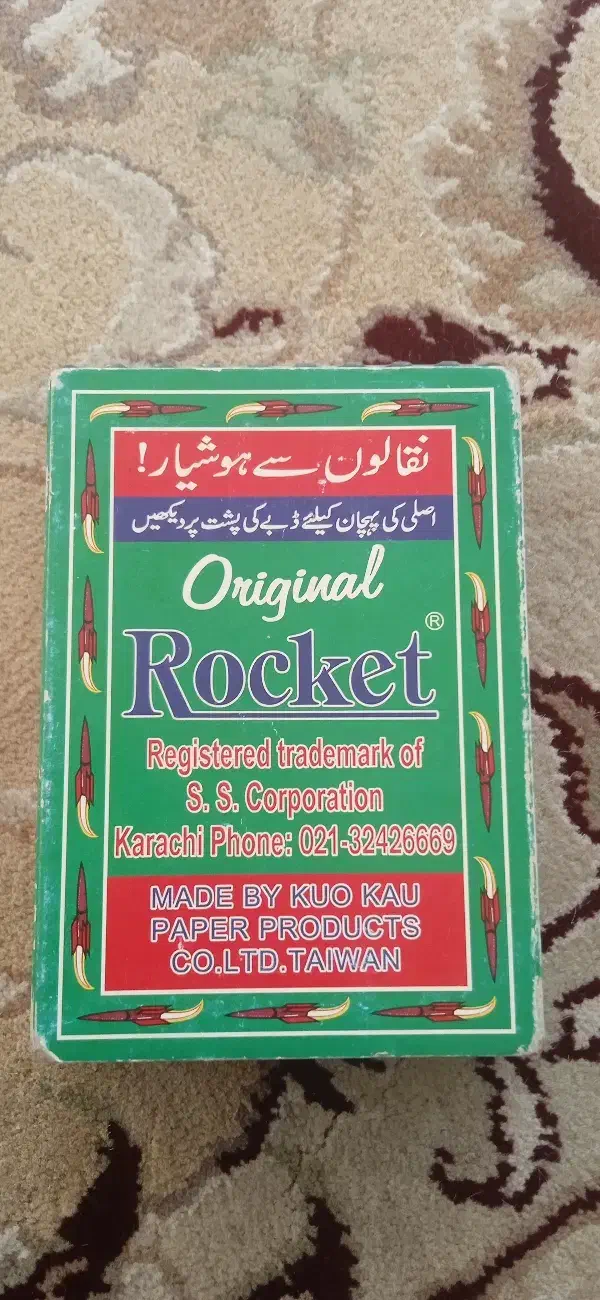 نقالوں سے ہوشیار!
اصلی کی پہچان کیلئے ڈبے کی پشت پر دیکھیں
Original
Rocket®
Registered trademark of
S. S. Corporation
Karachi Phone: 021-32426669
MADE BY KUO KAU
PAPER PRODUCTS
CO.LTD.TAIWAN